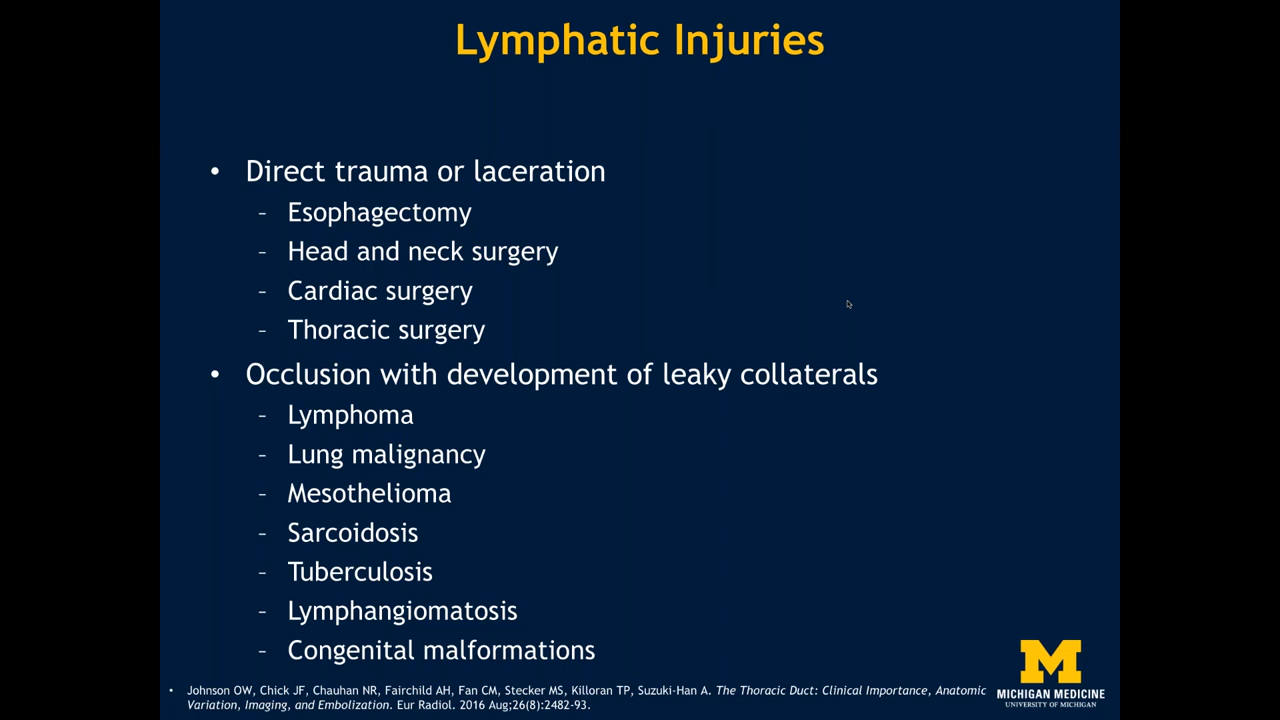 Lymphatic Injuries
• Direct trauma or laceration
– Esophagectomy
– Head and neck surgery
– Cardiac surgery
– Thoracic surgery
• Occlusion with development of leaky collaterals
– Lymphoma
– Lung malignancy
– Mesothelioma
– Sarcoidosis
– Tuberculosis
– Lymphangiomatosis
– Congenital malformations
• Johnson OW, Chick JF, Chauhan NR, Fairchild AH, Fan CM, Stecker MS, Killoran TP, Suzuki-Han A. The Thoracic Duct: Clinical Importance, Anatomic
Variation, Imaging, and Embolization. Eur Radiol. 2016 Aug;26(8):2482-93.
M
MICHIGAN MEDICINE
UNIVERSITY OF MICHIGAN